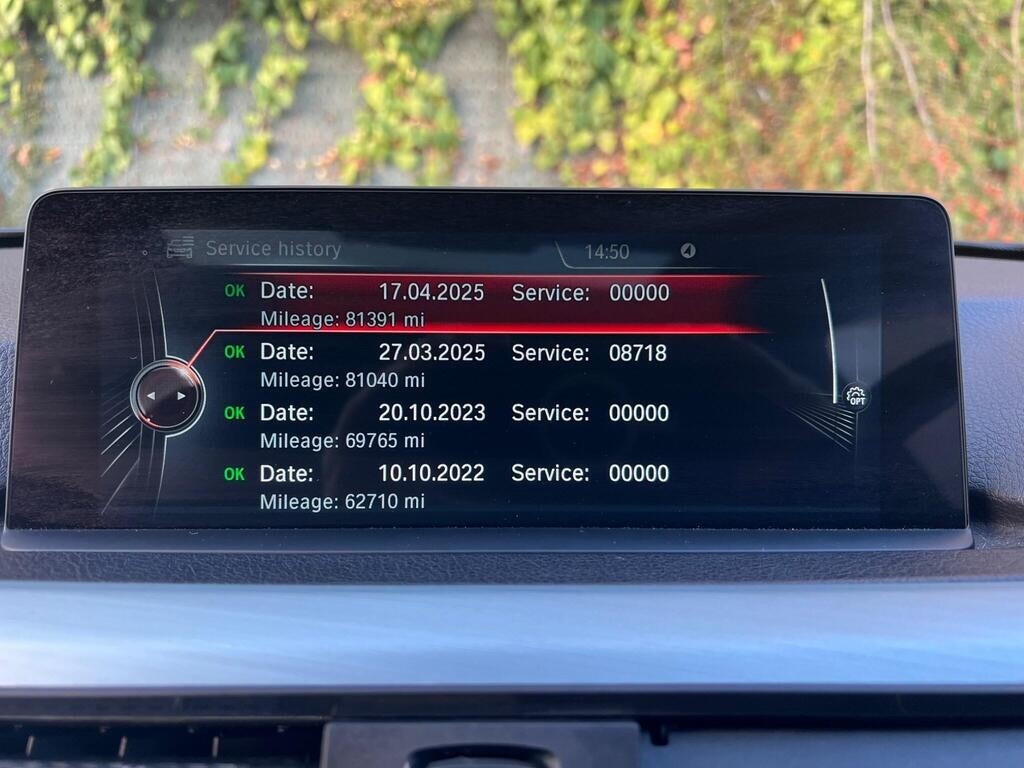 Service history 14:50
OK Date: 17.04.2025 Service: 00000
Mileage: 81391 mi
OK Date: 27.03.2025 Service: 08718
Mileage: 81040 mi
OK Date: 20.10.2023 Service: 00000
Mileage: 69765 mi
OPT
OK Date: 10.10.2022 Service: 00000
Mileage: 62710 mi